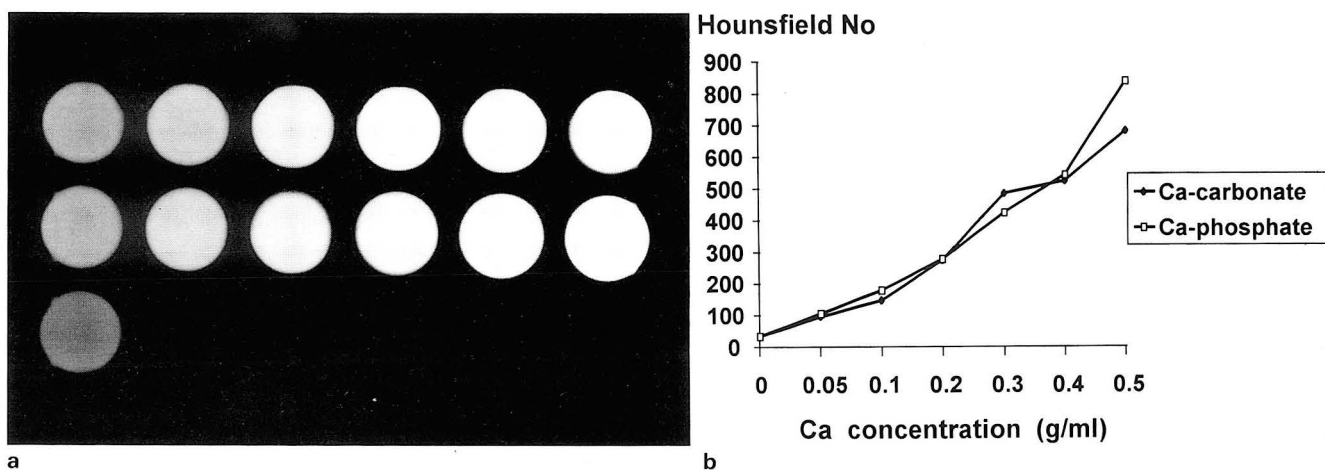 Hounsfield No
900
800
700
600
500
400
300
200
100
0
0 0.05 0.1 0.2 0.3 0.4 0.5
Ca concentration (g/ml)
Ca-carbonate
Ca-phosphate
a
b